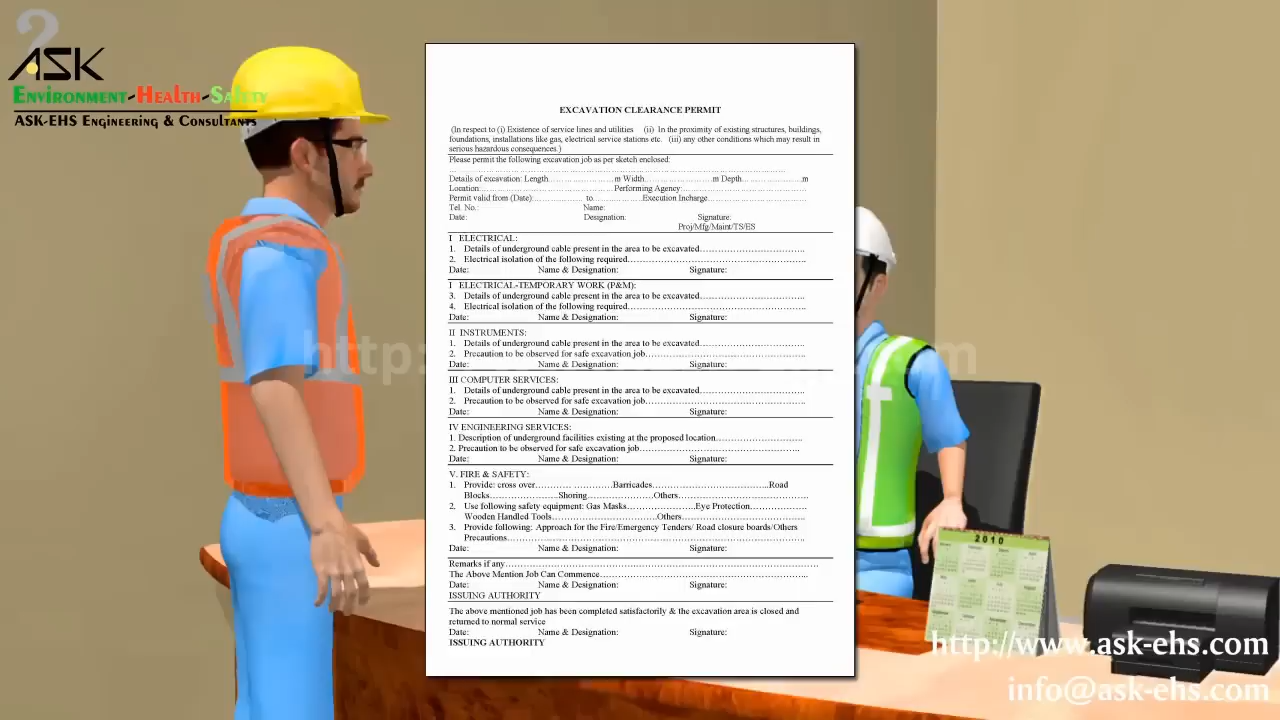 ASK
Environment-Health-Safety
ASK-EHS Engineering & Consultants
EXCAVATION CLEARANCE PERMIT
(In respect to (i) Existence of service lines and utilities (ii) In the proximity of existing structures, buildings,
foundations, installations like gas, electrical service stations etc. (iii) any other conditions which may result in
serious hazardous consequences.)
Please permit the following excavation job as per sketch enclosed:
Details of excavation: Length....................m Width......................m Depth....................m
Location:..........................................Performing Agency:.......................................
Permit valid from (Date):................ to................Execution Incharge..............................
Tel. No.: Name:
Date: Designation: Signature:
Proj/Mfg/Maint/TS/ES
I ELECTRICAL:
1. Details of underground cable present in the area to be excavated.................................
2. Electrical isolation of the following required......................................................
Date: Name & Designation: Signature:
I ELECTRICAL-TEMPORARY WORK (P&M):
3. Details of underground cable present in the area to be excavated.................................
4. Electrical isolation of the following required......................................................
Date: Name & Designation: Signature:
II INSTRUMENTS:
1. Details of underground cable present in the area to be excavated.................................
2. Precaution to be observed for safe excavation job................................................
Date: Name & Designation: Signature:
III COMPUTER SERVICES:
1. Details of underground cable present in the area to be excavated.................................
2. Precaution to be observed for safe excavation job................................................
Date: Name & Designation: Signature:
IV ENGINEERING SERVICES:
1. Description of underground facilities existing at the proposed location..........................
2. Precaution to be observed for safe excavation job................................................
Date: Name & Designation: Signature:
V. FIRE & SAFETY:
1. Provide: cross over........................Barricades...................................Road
Blocks.....................Shoring.....................Others.......................................
2. Use following safety equipment: Gas Masks.....................Eye Protection..................
Wooden Handled Tools................................Others.......................................
3. Provide following: Approach for the Fire/Emergency Tenders/ Road closure boards/Others
Precautions.........................................................................................
Date: Name & Designation: Signature:
Remarks if any......................................................................................
The Above Mention Job Can Commence..................................................................
Date: Name & Designation: Signature:
ISSUING AUTHORITY
The above mentioned job has been completed satisfactorily & the excavation area is closed and
returned to normal service
Date: Name & Designation: Signature:
ISSUING AUTHORITY
2010
http://www.ask-ehs.com
info@ask-ehs.com